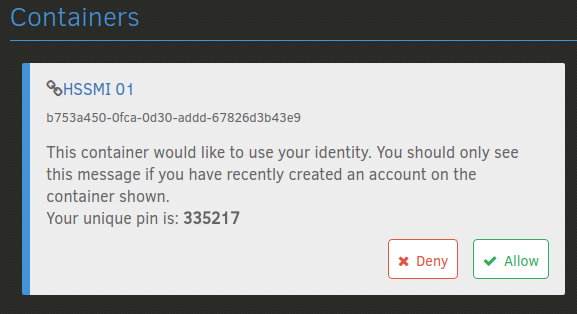 Containers
HSSMI 01
b753a450-0fca-0d30-addd-67826d3b43e9
This container would like to use your identity. You should only see
this message if you have recently created an account on the
container shown.
Your unique pin is: 335217
Deny Allow